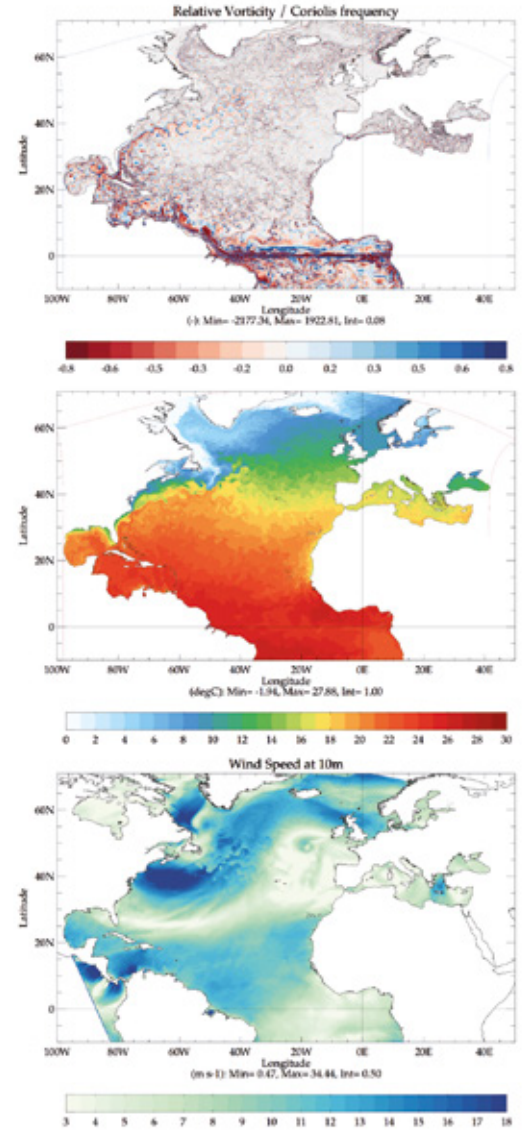 Relative Vorticity / Coriolis frequency
60N
40N
20N
0
Latitude
100W 80W 60W 40W 20W 0E 20E 40E
Longitude
(-): Min= -2177.34, Max= 1922.81, Int= 0.08
-0.8 -0.6 -0.5 -0.3 -0.2 0.0 0.2 0.3 0.5 0.6 0.8
60N
40N
20N
0
Latitude
100W 80W 60W 40W 20W 0E 20E 40E
Longitude
(degC): Min= -1.94, Max= 27.88, Int= 1.00
0 2 4 6 8 10 12 14 16 18 20 22 24 26 28 30
Wind Speed at 10m
60N
40N
20N
0
Latitude
100W 80W 60W 40W 20W 0E 20E 40E
Longitude
(m s-1): Min= 0.47, Max= 34.44, Int= 0.50
3 4 5 6 7 8 9 10 11 12 13 14 15 16 17 18